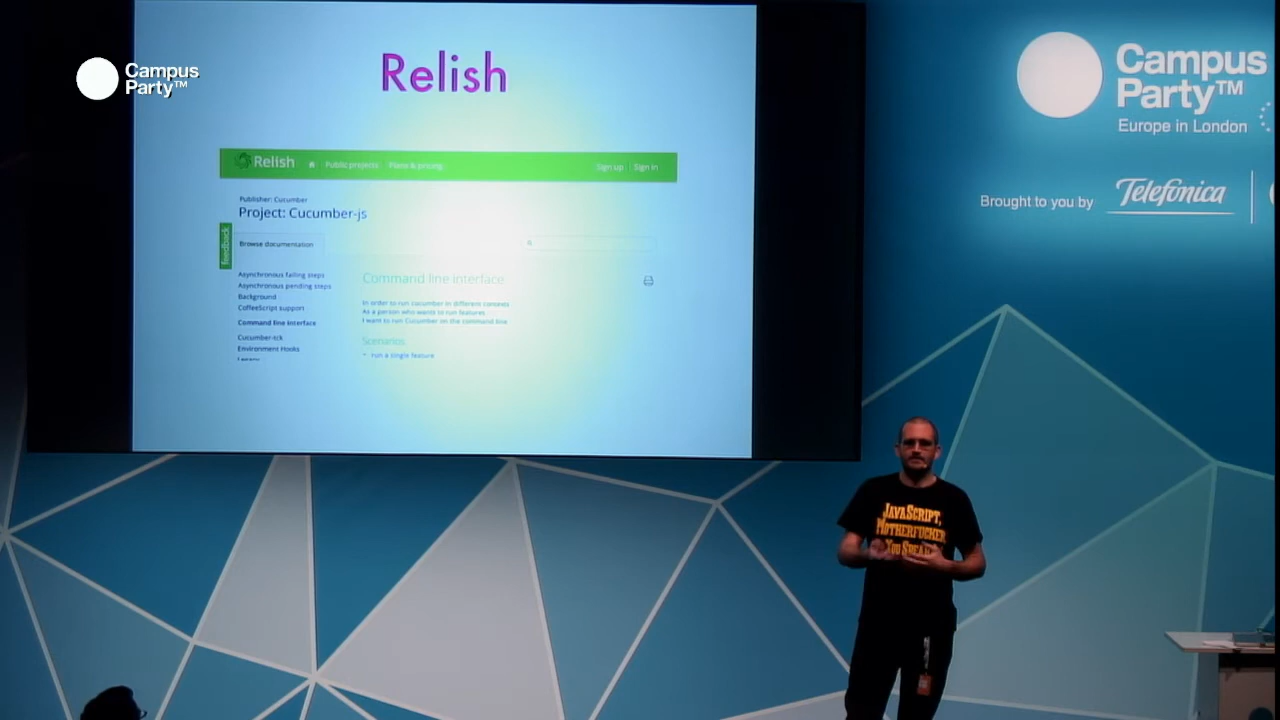 Campus
Party™
Relish
Relish
Public projects
Plans & pricing
Sign up
Sign in
Publisher: Cucumber
Project: Cucumber-js
feedback
Browse documentation
Asynchronous failing steps
Asynchronous pending steps
Background
CoffeeScript support
Command line interface
Cucumber-tck
Environment Hooks
Command line interface
In order to run cucumber in different contexts
As a person who wants to run features
I want to run Cucumber on the command line
Scenarios
run a single feature
Campus
Party™
Europe in London
Brought to you by
Telefónica
JAVASCRIPT,
MOTHERFUCKER
YOU SPEAK